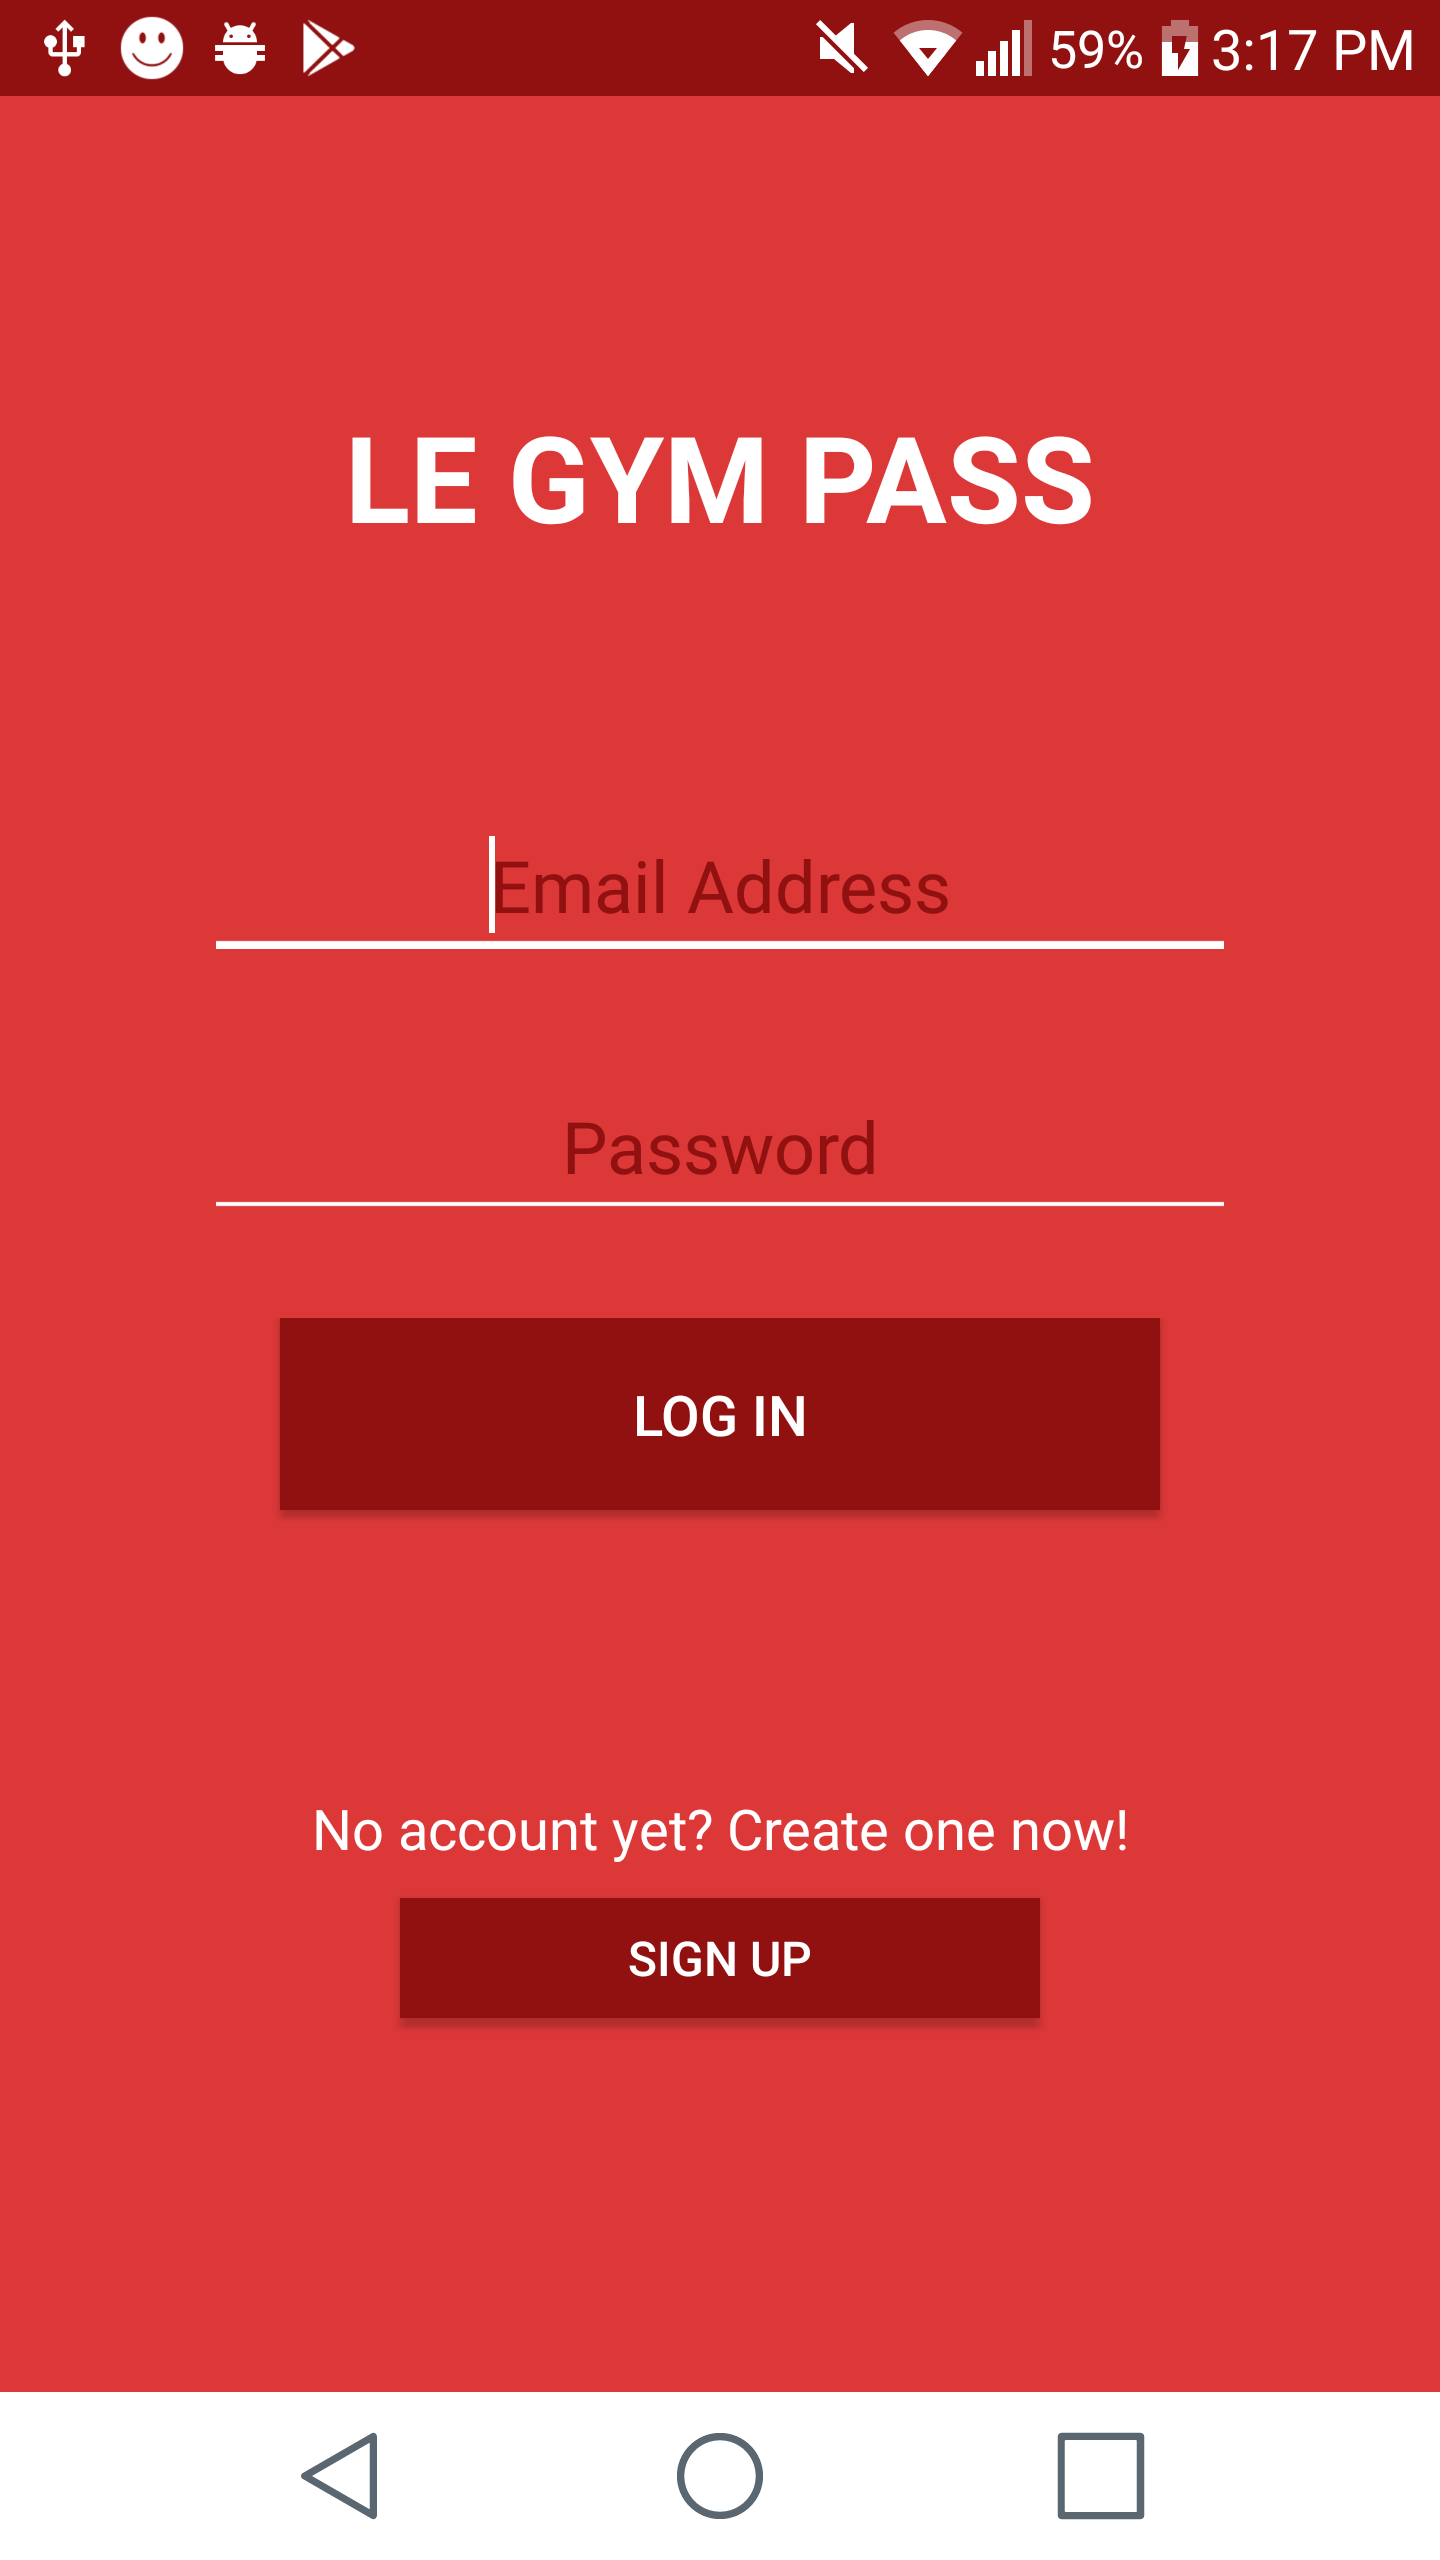 59% 3:17 PM
LE GYM PASS
Email Address
Password
LOG IN
No account yet? Create one now!
SIGN UP